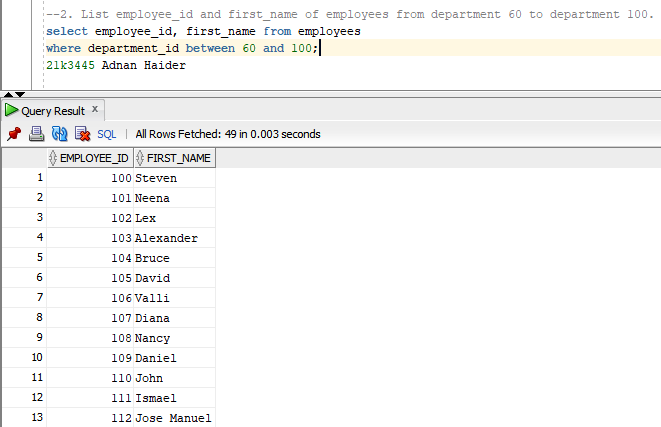 --2. List employee_id and first_name of employees from department 60 to department 100.
select employee_id, first_name from employees
where department_id between 60 and 100;
21k3445 Adnan Haider
Query Result x
SQL | All Rows Fetched: 49 in 0.003 seconds
EMPLOYEE_ID FIRST_NAME
1 100 Steven
2 101 Neena
3 102 Lex
4 103 Alexander
5 104 Bruce
6 105 David
7 106 Valli
8 107 Diana
9 108 Nancy
10 109 Daniel
11 110 John
12 111 Ismael
13 112 Jose Manuel